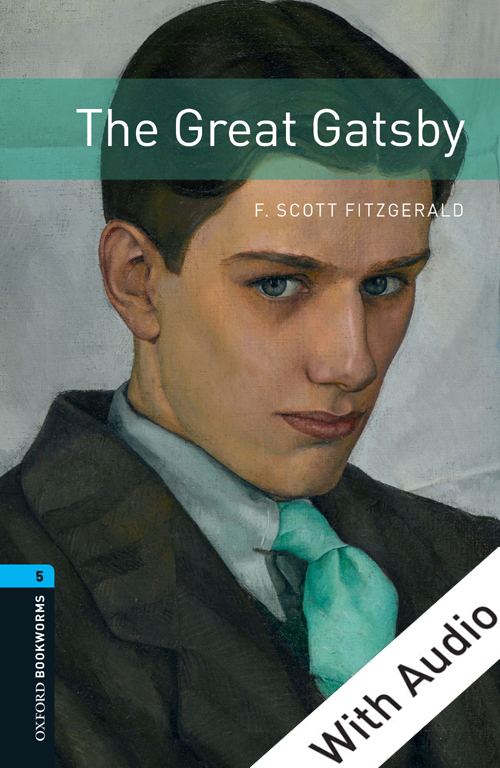 The Great Gatsby
F. SCOTT FITZGERALD
5
OXFORD BOOKWORMS
With Audio